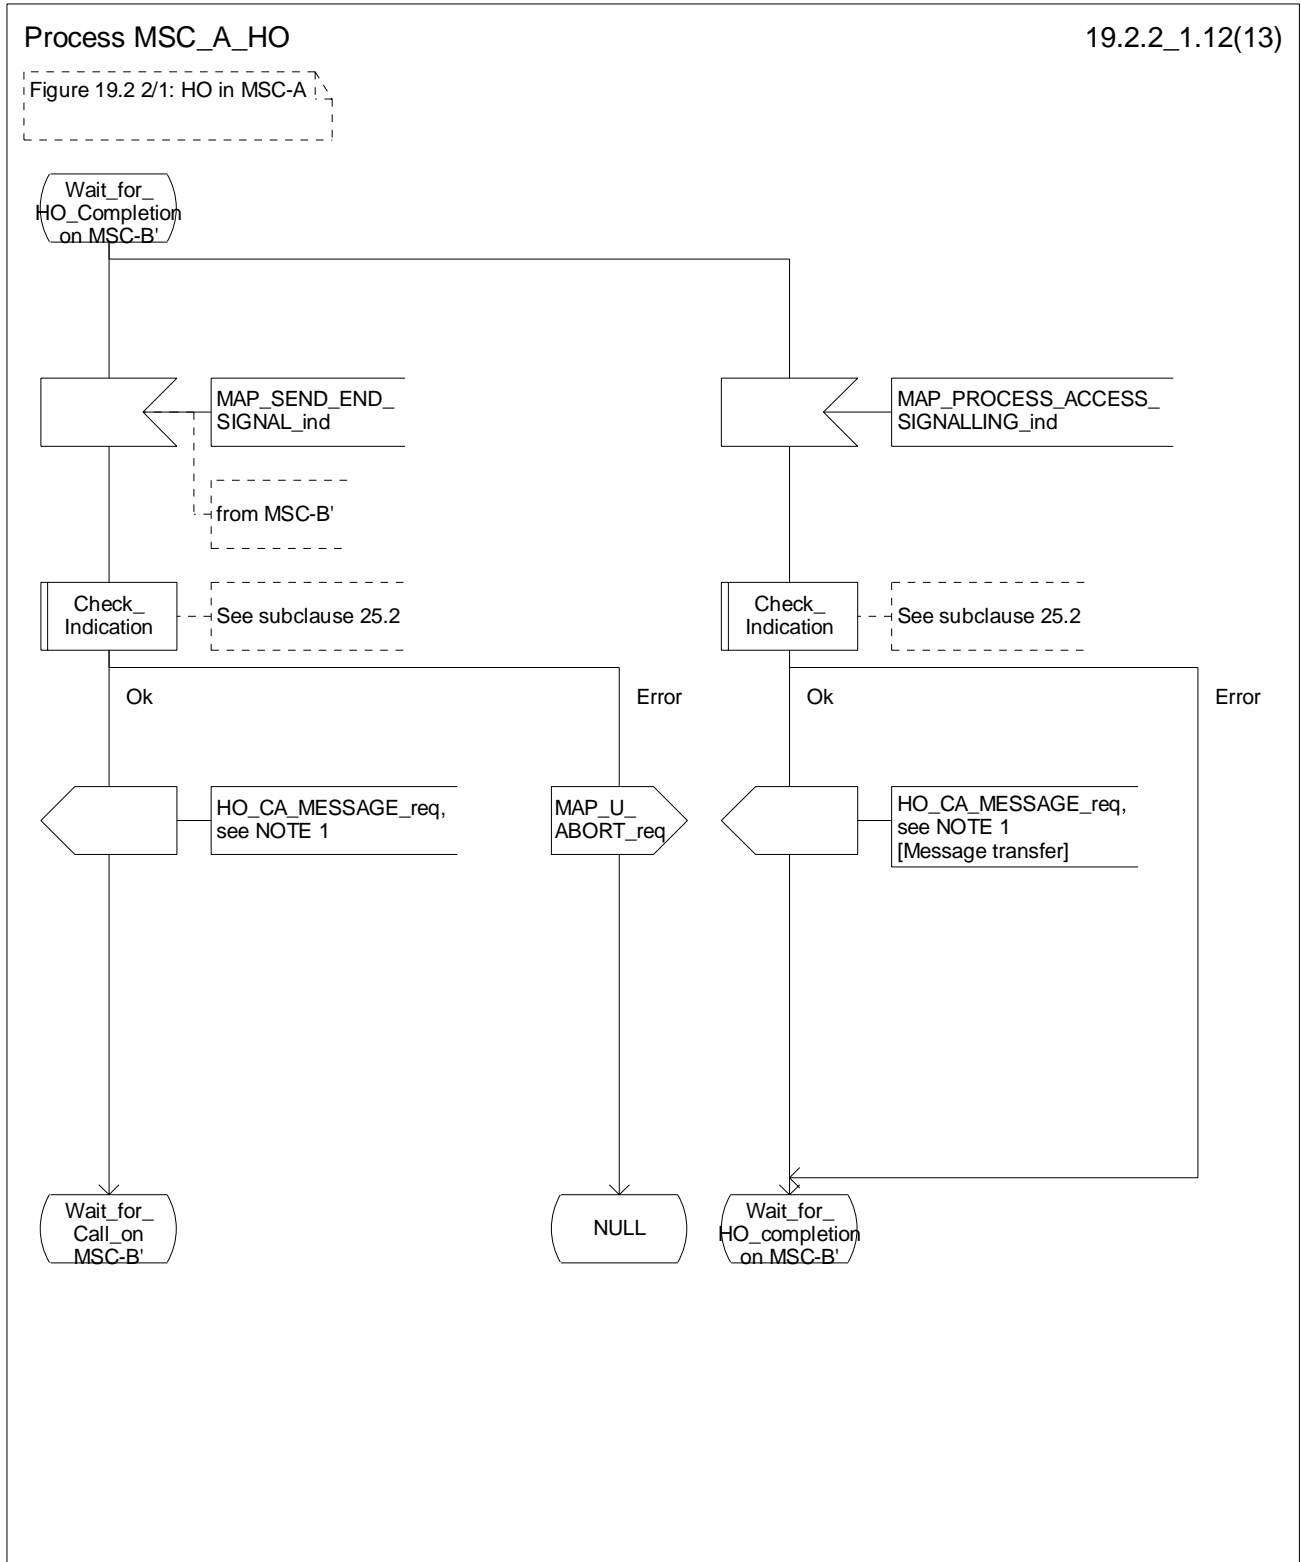 Process MSC_A_HO
19.2.2_1.12(13)
Figure 19.2 2/1: HO in MSC-A
Wait_for_
HO_Completion
on MSC-B'
MAP_SEND_END_
SIGNAL_ind
MAP_PROCESS_ACCESS_
SIGNALLING_ind
from MSC-B'
Check_
Indication
See subclause 25.2
Check_
Indication
See subclause 25.2
Ok
Error
Ok
Error
HO_CA_MESSAGE_req,
see NOTE 1
MAP_U_
ABORT_req
HO_CA_MESSAGE_req,
see NOTE 1
[Message transfer]
Wait_for_
Call_on
MSC-B'
NULL
Wait_for_
HO_completion
on MSC-B'